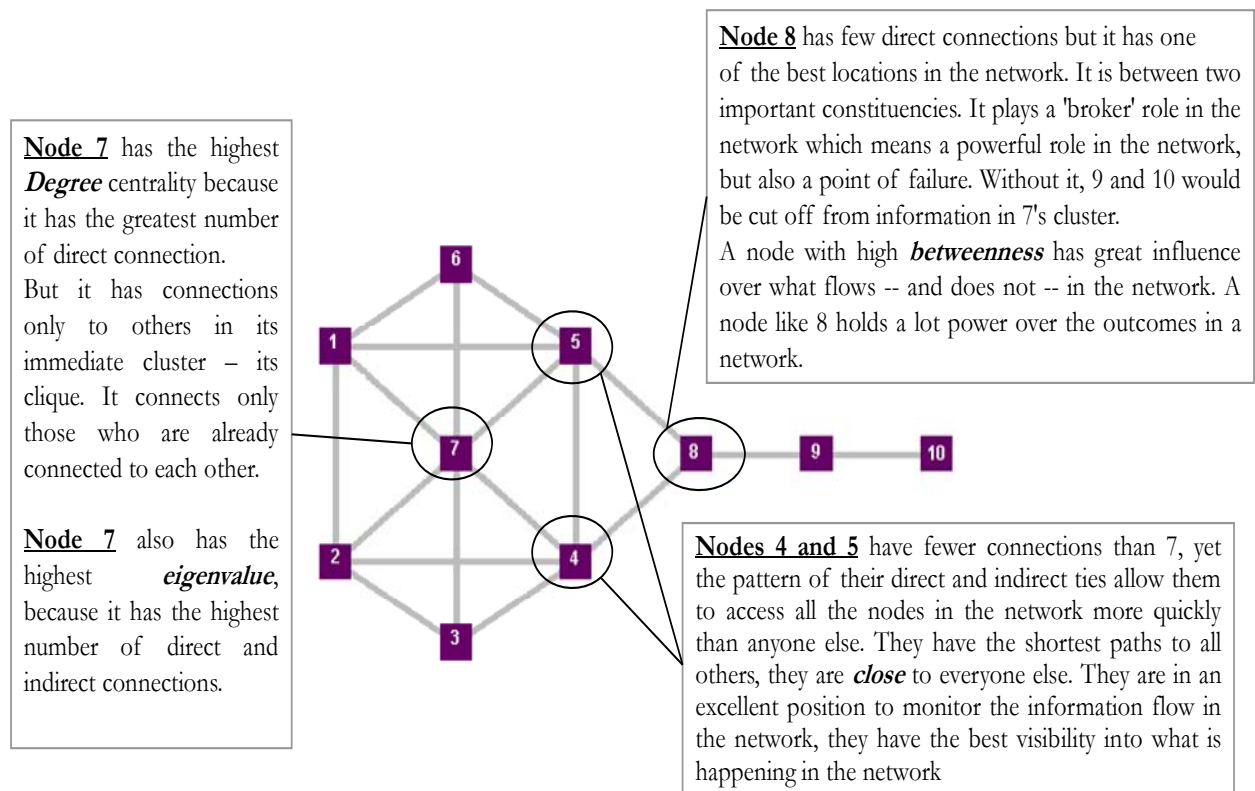 Node 8 has few direct connections but it has one
of the best locations in the network. It is between two
important constituencies. It plays a 'broker' role in the
network which means a powerful role in the network,
but also a point of failure. Without it, 9 and 10 would
be cut off from information in 7's cluster.
A node with high betweenness has great influence
over what flows -- and does not -- in the network. A
node like 8 holds a lot power over the outcomes in a
network.
Node 7 has the highest
Degree centrality because
it has the greatest number
of direct connection.
But it has connections
only to others in its
immediate cluster – its
clique. It connects only
those who are already
connected to each other.
Node 7 also has the
highest eigenvalue,
because it has the highest
number of direct and
indirect connections.
6
1
5
7
8
9
10
2
4
3
Nodes 4 and 5 have fewer connections than 7, yet
the pattern of their direct and indirect ties allow them
to access all the nodes in the network more quickly
than anyone else. They have the shortest paths to all
others, they are close to everyone else. They are in an
excellent position to monitor the information flow in
the network, they have the best visibility into what is
happening in the network